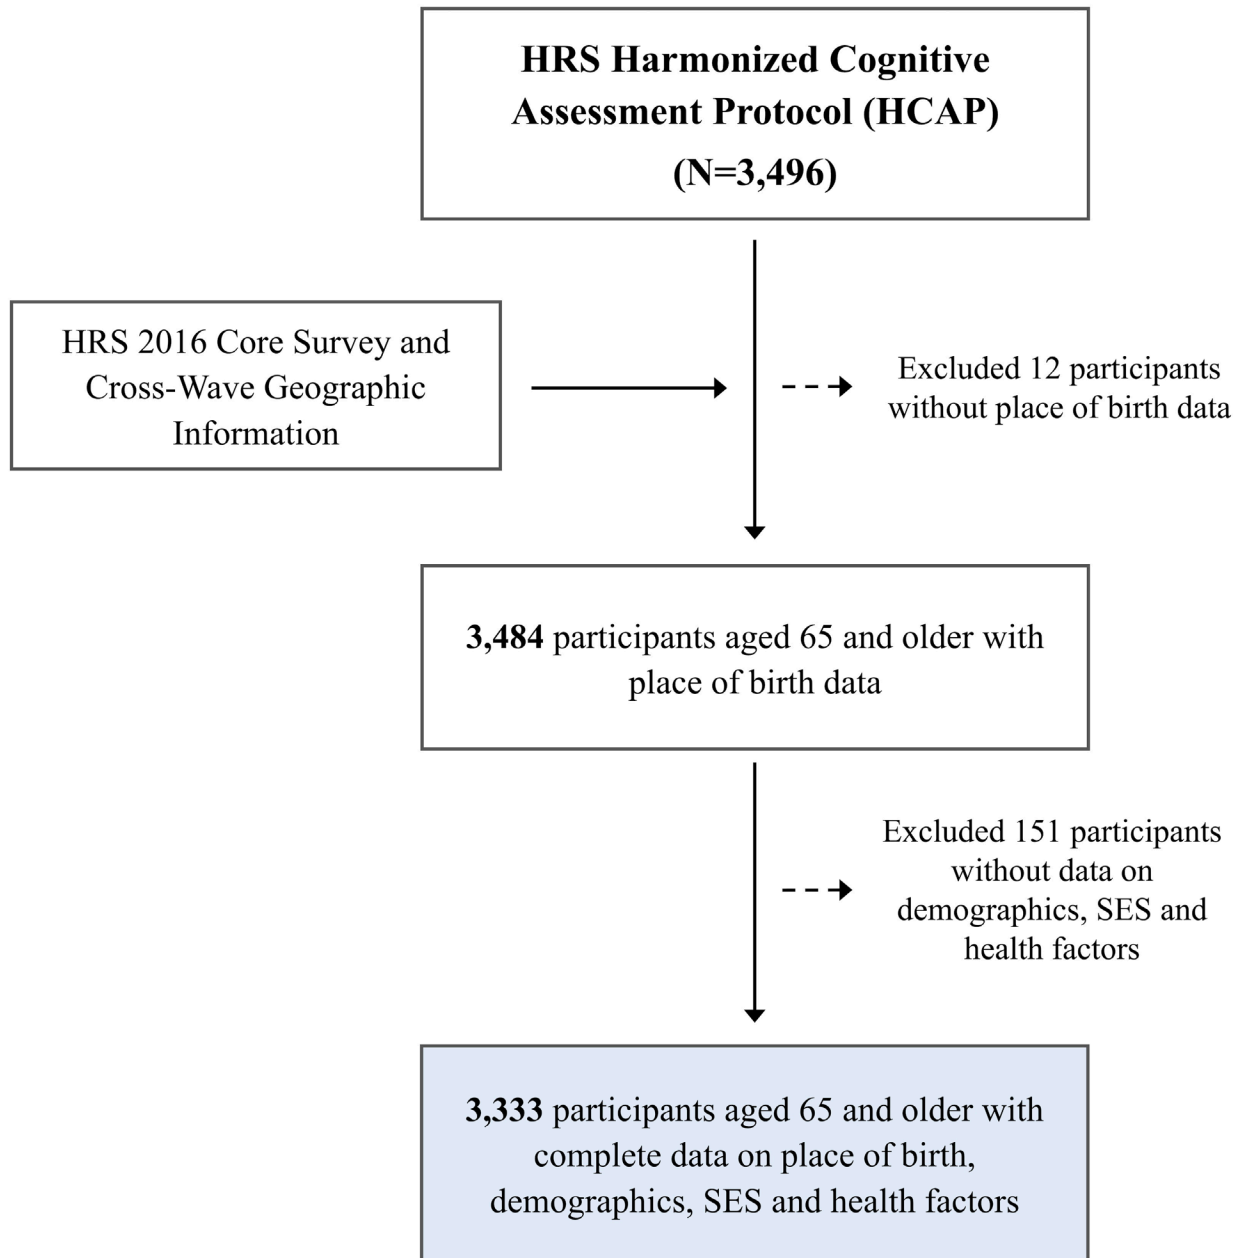 HRS Harmonized Cognitive
Assessment Protocol (HCAP)
(N=3,496)
HRS 2016 Core Survey and
Cross-Wave Geographic
Information
Excluded 12 participants
without place of birth data
3,484 participants aged 65 and older with
place of birth data
Excluded 151 participants
without data on
demographics, SES and
health factors
3,333 participants aged 65 and older with
complete data on place of birth,
demographics, SES and health factors